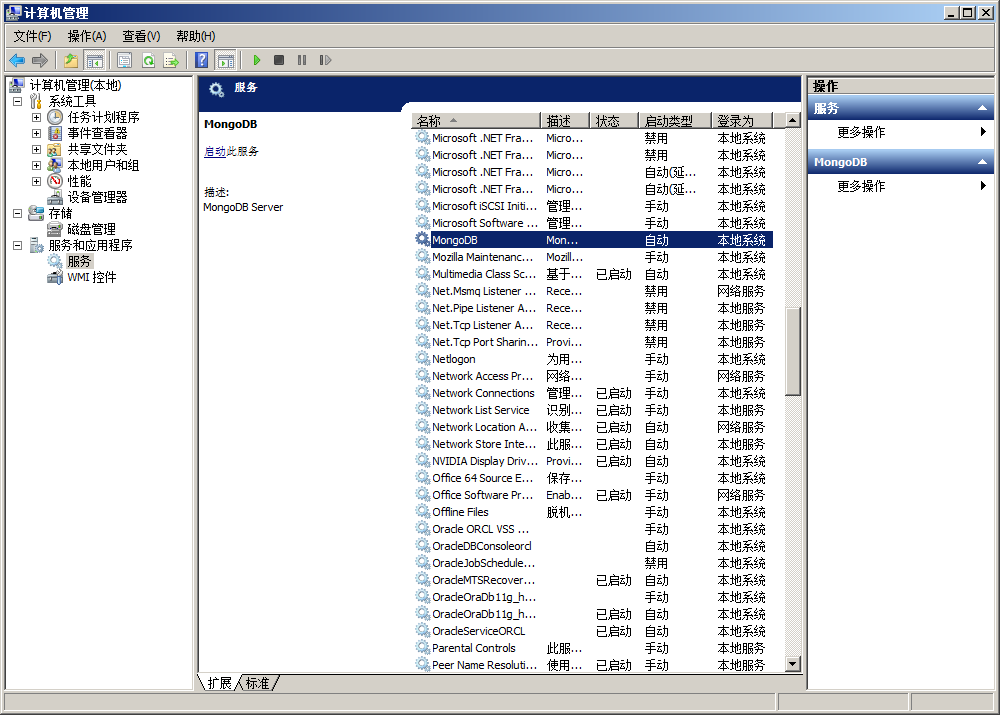 计算机管理
文件(F) 操作(A) 查看(V) 帮助(H)
计算机管理(本地)
系统工具
任务计划程序
事件查看器
共享文件夹
本地用户和组
性能
设备管理器
存储
磁盘管理
服务和应用程序
服务
WMI 控件
服务
MongoDB
启动此服务
描述:
MongoDB Server
名称 描述 状态 启动类型 登录为
Microsoft .NET Fra... Micro... 禁用 本地系统
Microsoft .NET Fra... Micro... 禁用 本地系统
Microsoft .NET Fra... Micro... 自动(延... 本地系统
Microsoft .NET Fra... Micro... 自动(延... 本地系统
Microsoft iSCSI Initi... 管理... 手动 本地系统
Microsoft Software ... 管理... 手动 本地系统
MongoDB Mon... 自动 本地系统
Mozilla Maintenanc... Mozill... 手动 本地系统
Multimedia Class Sc... 基于... 已启动 自动 本地系统
Net.Msmq Listener ... Rece... 禁用 网络服务
Net.Pipe Listener A... Rece... 禁用 本地服务
Net.Tcp Listener A... Rece... 禁用 本地服务
Net.Tcp Port Sharin... Provi... 禁用 本地服务
Netlogon 为用... 手动 本地系统
Network Access Pr... 网络... 手动 网络服务
Network Connections 管理... 已启动 手动 本地系统
Network List Service 识别... 已启动 手动 本地服务
Network Location A... 收集... 已启动 自动 网络服务
Network Store Inte... 此服... 已启动 自动 本地服务
NVIDIA Display Driv... Provi... 已启动 自动 本地系统
Office 64 Source E... 保存... 手动 本地系统
Office Software Pr... Enab... 已启动 手动 网络服务
Offline Files 脱机... 手动 本地系统
Oracle ORCL VSS ... 手动 本地系统
OracleDBConsoleorcl 自动 本地系统
OracleJobSchedule... 禁用 本地系统
OracleMTSRecover... 已启动 自动 本地系统
OracleOraDb11g_h... 手动 本地系统
OracleOraDb11g_h... 已启动 自动 本地系统
OracleServiceORCL 已启动 自动 本地系统
Parental Controls 此服... 手动 本地服务
Peer Name Resoluti... 使用... 已启动 手动 本地服务
扩展 标准
操作
服务
更多操作
MongoDB
更多操作